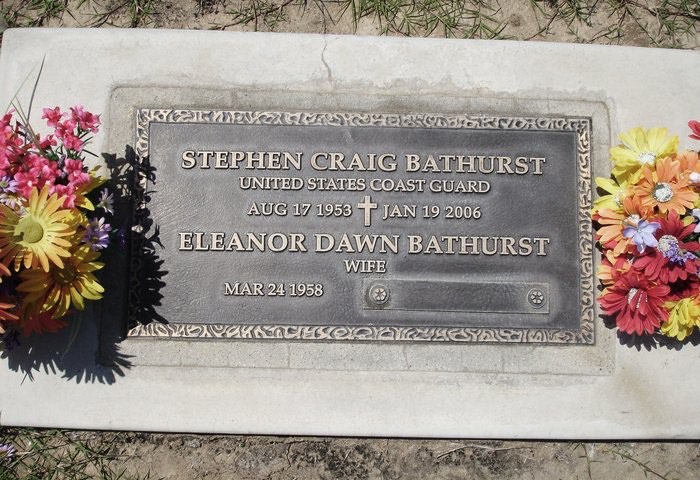 STEPHEN CRAIG BATHURST
UNITED STATES COAST GUARD
AUG 17 1953 JAN 19 2006
ELEANOR DAWN BATHURST
WIFE
MAR 24 1958